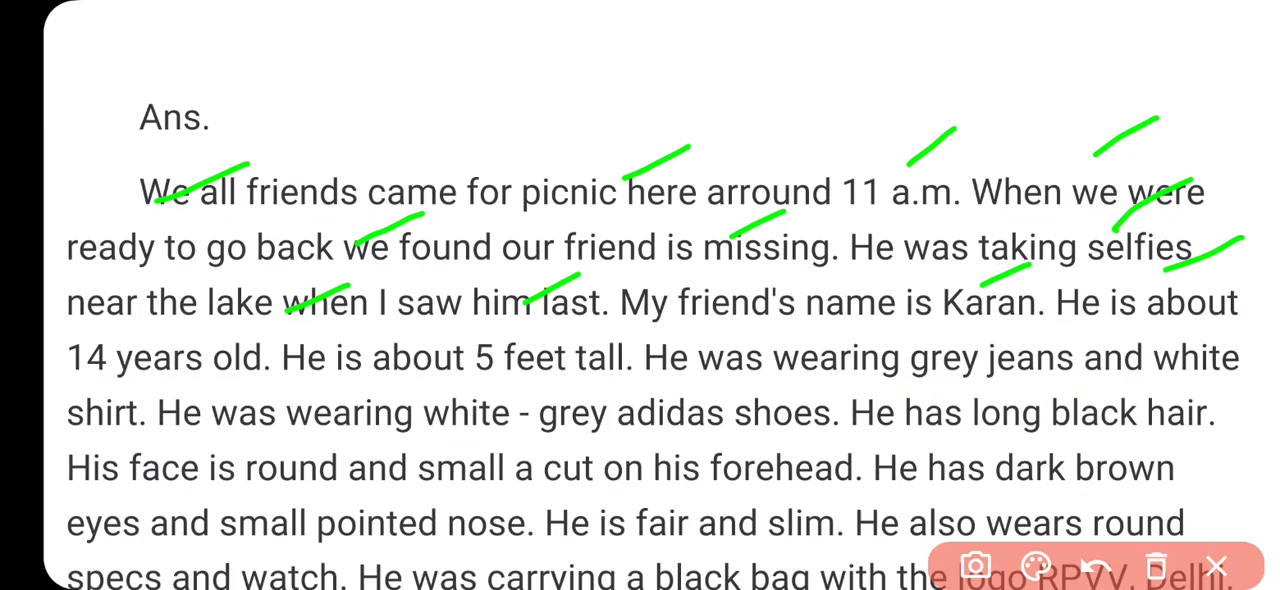 Ans.
We all friends came for picnic here arround 11 a.m. When we were
ready to go back we found our friend is missing. He was taking selfies
near the lake when I saw him last. My friend's name is Karan. He is about
14 years old. He is about 5 feet tall. He was wearing grey jeans and white
shirt. He was wearing white - grey adidas shoes. He has long black hair.
His face is round and small a cut on his forehead. He has dark brown
eyes and small pointed nose. He is fair and slim. He also wears round
specs and watch. He was carrying a black bag with the logo RPVV, Delhi.